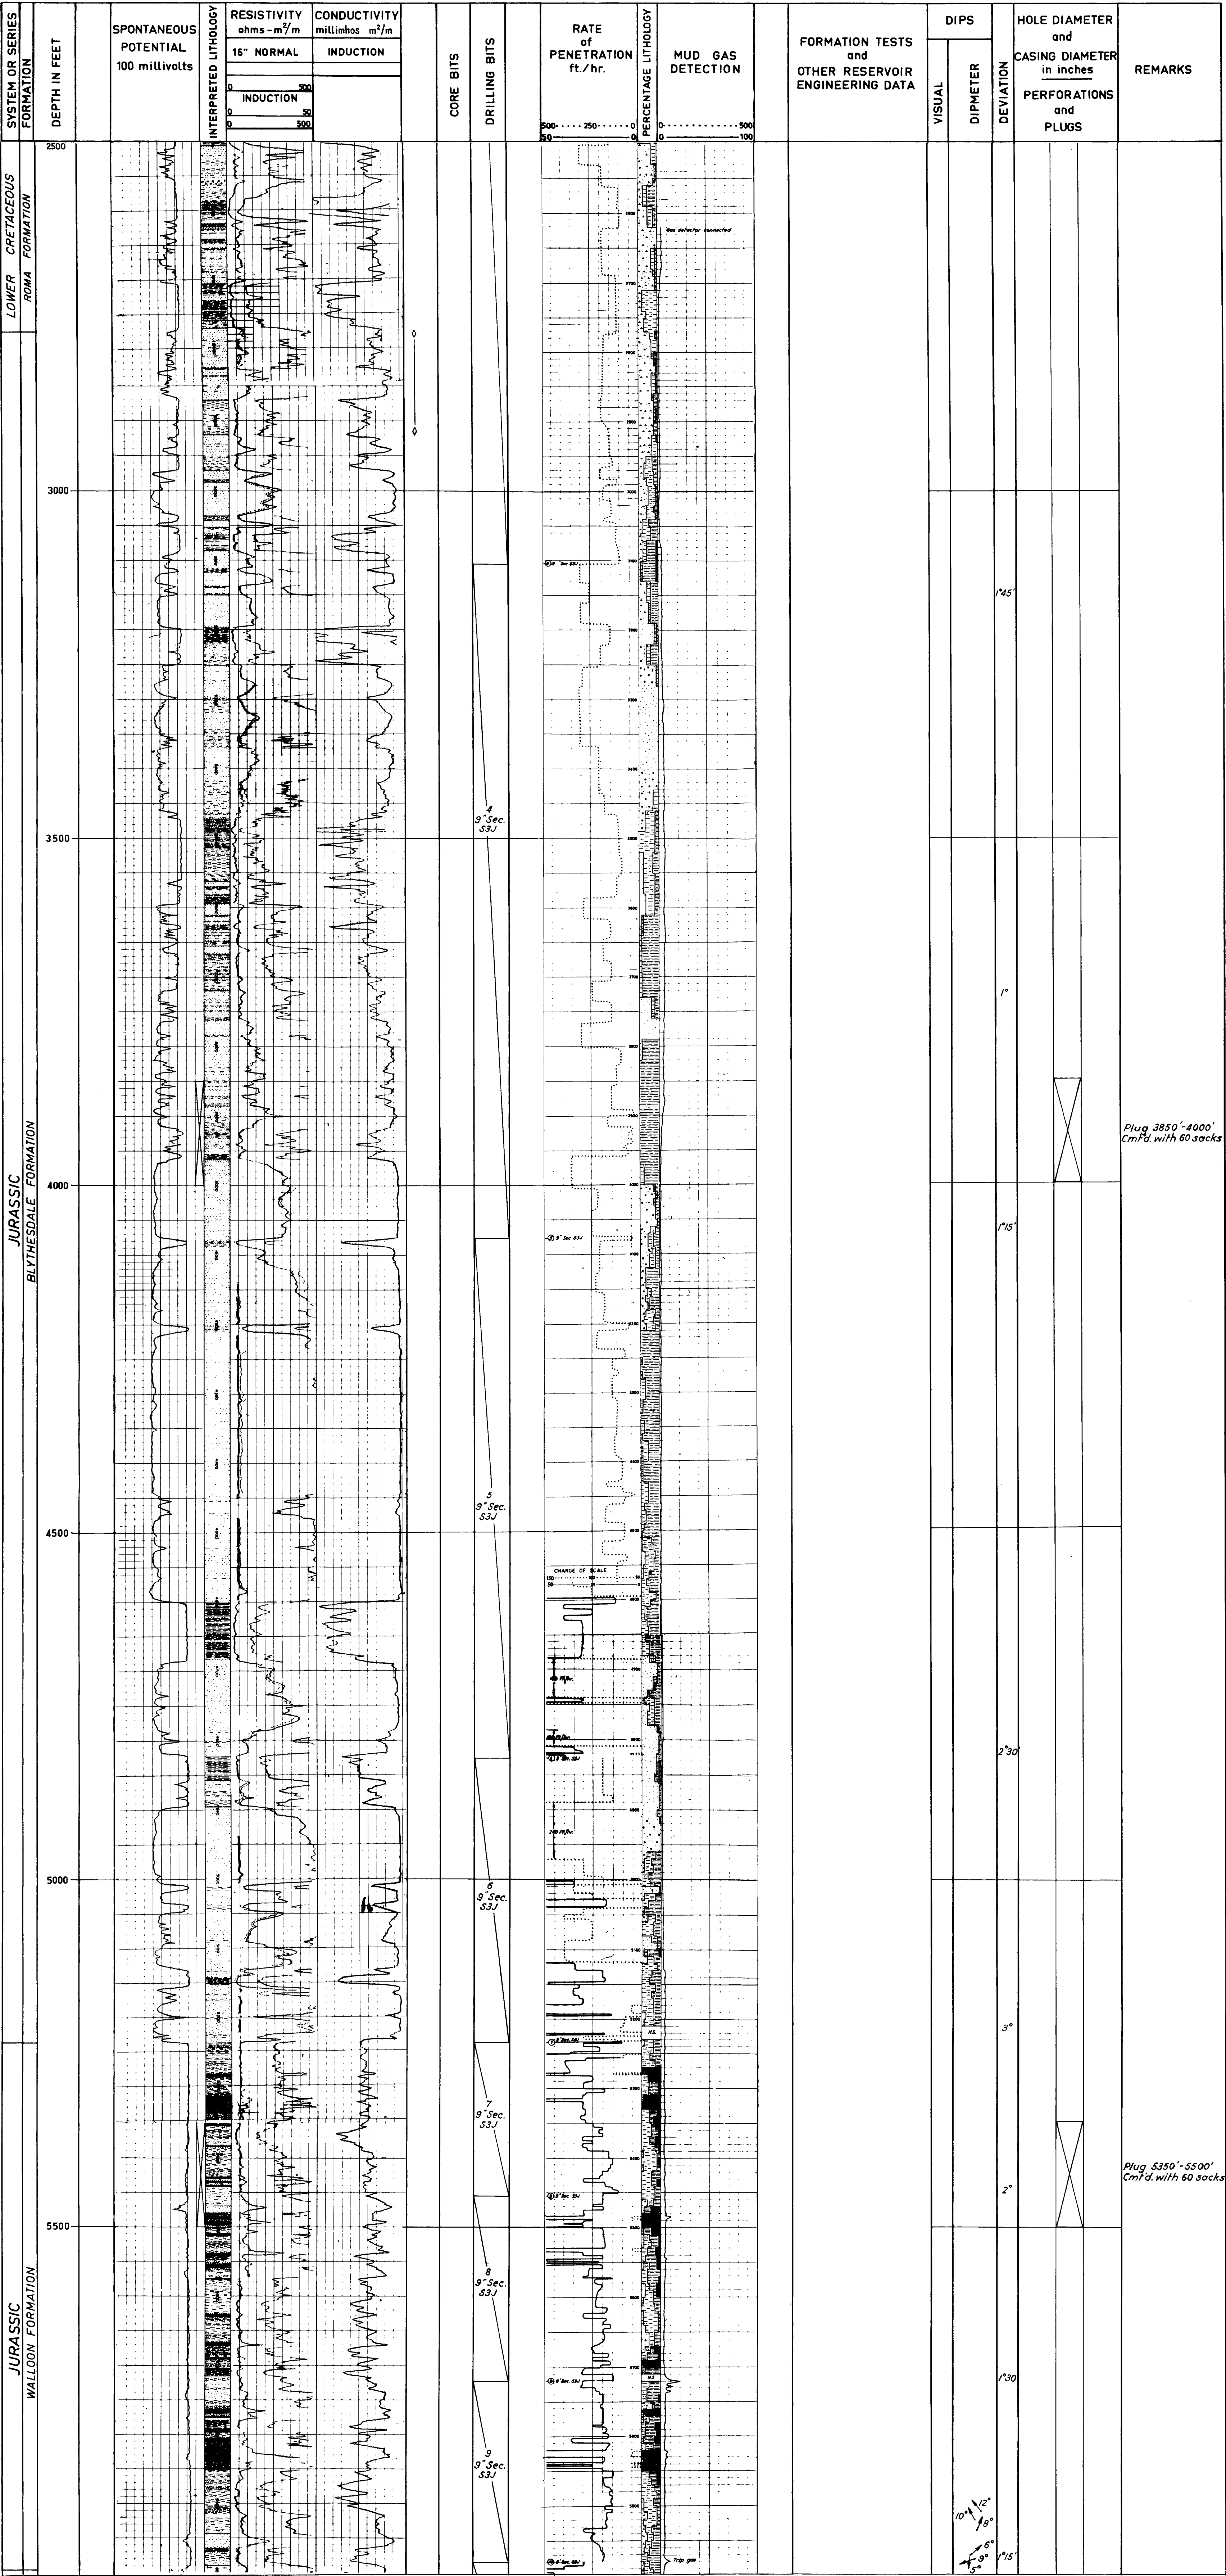 SYSTEM OR SERIES
FORMATION
DEPTH IN FEET
SPONTANEOUS
POTENTIAL
100 millivolts
INTERPRETED LITHOLOGY
RESISTIVITY
ohms - m²/m
16" NORMAL
0 500
INDUCTION
0 50
0 500
CONDUCTIVITY
millimhos m²/m
INDUCTION
CORE BITS
DRILLING BITS
RATE
of
PENETRATION
ft./hr.
500 250 0
50 0
PERCENTAGE LITHOLOGY
MUD GAS
DETECTION
0 500
0 100
FORMATION TESTS
and
OTHER RESERVOIR
ENGINEERING DATA
DIPS
VISUAL
DIPMETER
DEVIATION
HOLE DIAMETER
and
CASING DIAMETER
in inches
PERFORATIONS
and
PLUGS
REMARKS
LOWER CRETACEOUS
ROMA FORMATION
2500
Gas detector connected
3000
1°45'
4
9" Sec.
S3J
3500
1°
JURASSIC
BLYTHESDALE FORMATION
Plug 3850'-4000'
Cmt'd. with 60 sacks
4000
1°15'
5
9" Sec.
S3J
4500
CHANGE OF SCALE
2°30'
5000
6
9" Sec.
S3J
3°
N.S.
7
9" Sec.
S3J
Plug 5350'-5500'
Cmt'd. with 60 sacks
2°
5500
8
9" Sec.
S3J
JURASSIC
WALLOON FORMATION
1°30'
N.S.
9
9" Sec.
S3J
12°
10°
8°
6°
9°
5°
1°15'
Trip gas